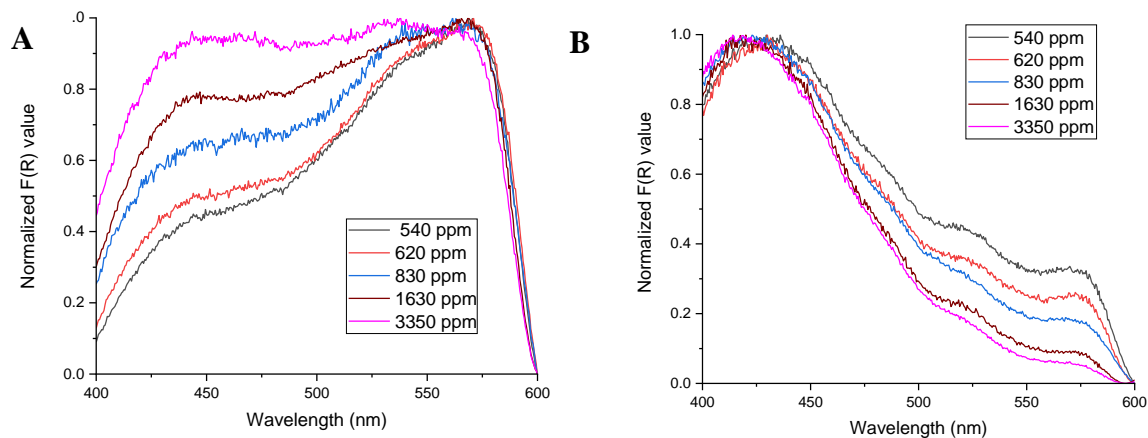 A
.0
0.8
0.6
0.4
0.2
0.0
Normalized F(R) value
540 ppm
620 ppm
830 ppm
1630 ppm
3350 ppm
400
450
500
550
600
Wavelength (nm)
B
1.0
0.8
0.6
0.4
0.2
0.0
Normalized F(R) value
540 ppm
620 ppm
830 ppm
1630 ppm
3350 ppm
400
450
500
550
600
Wavelength (nm)